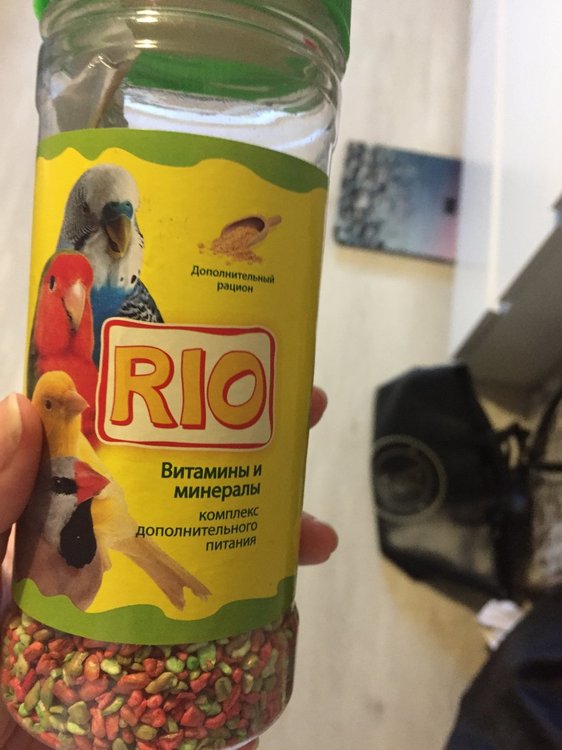 Дополнительный
рацион
RIO
Витамины и
минералы
комплекс
дополнительного
питания